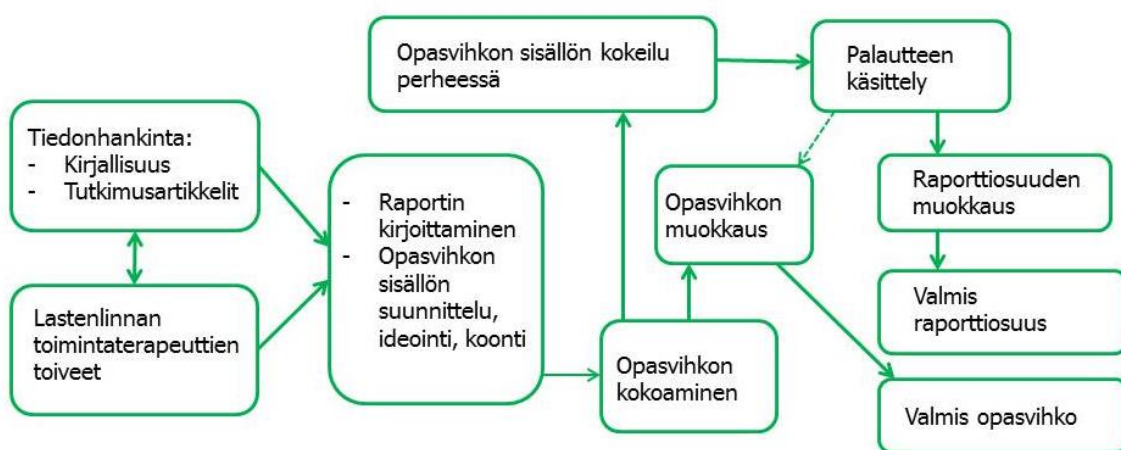 Tiedonhankinta:
- Kirjallisuus
- Tutkimusartikkelit
Lastenlinnan
toimintaterapeuttien
toiveet
- Raportin
kirjoittaminen
- Opasvihkon
sisällön
suunnittelu,
ideointi, koonti
Opasvihkon
kokoaminen
Opasvihkon sisällön kokeilu
perheessä
Opasvihkon
muokkaus
Palautteen
käsittely
Raporttiosuuden
muokkaus
Valmis
raporttiosuus
Valmis opasvihko